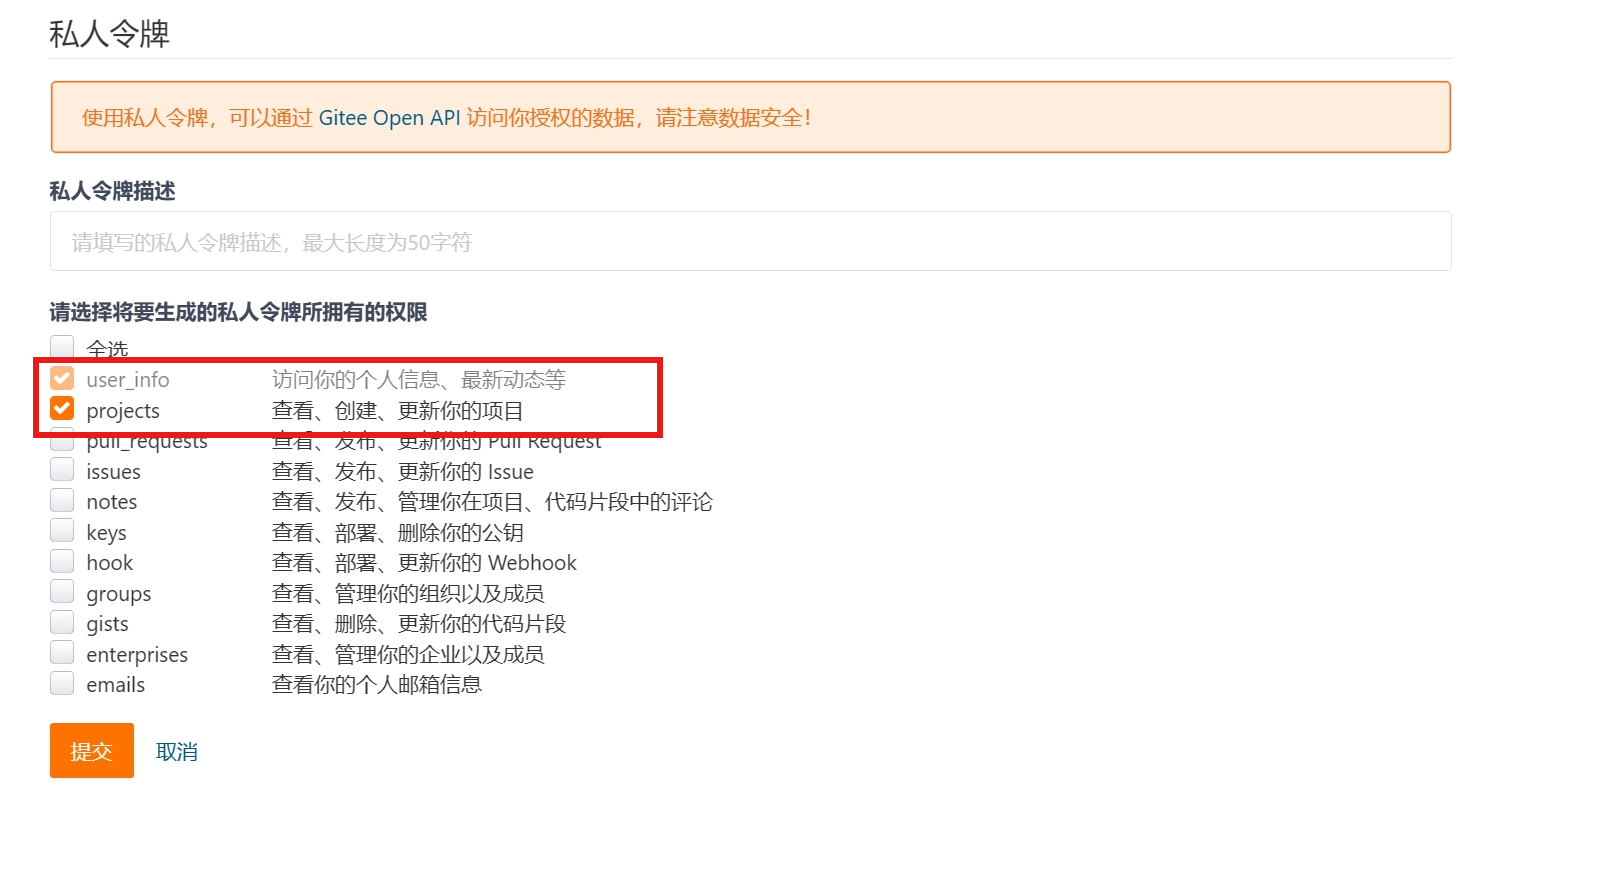 私人令牌
使用私人令牌，可以通过 Gitee Open API 访问你授权的数据，请注意数据安全！
私人令牌描述
请填写的私人令牌描述，最大长度为50字符
请选择将要生成的私人令牌所拥有的权限
全选
user_info 访问你的个人信息、最新动态等
projects 查看、创建、更新你的项目
pull_requests 查看、发布、更新你的 Pull Request
issues 查看、发布、更新你的 Issue
notes 查看、发布、管理你在项目、代码片段中的评论
keys 查看、部署、删除你的公钥
hook 查看、部署、更新你的 Webhook
groups 查看、管理你的组织以及成员
gists 查看、删除、更新你的代码片段
enterprises 查看、管理你的企业以及成员
emails 查看你的个人邮箱信息
提交 取消